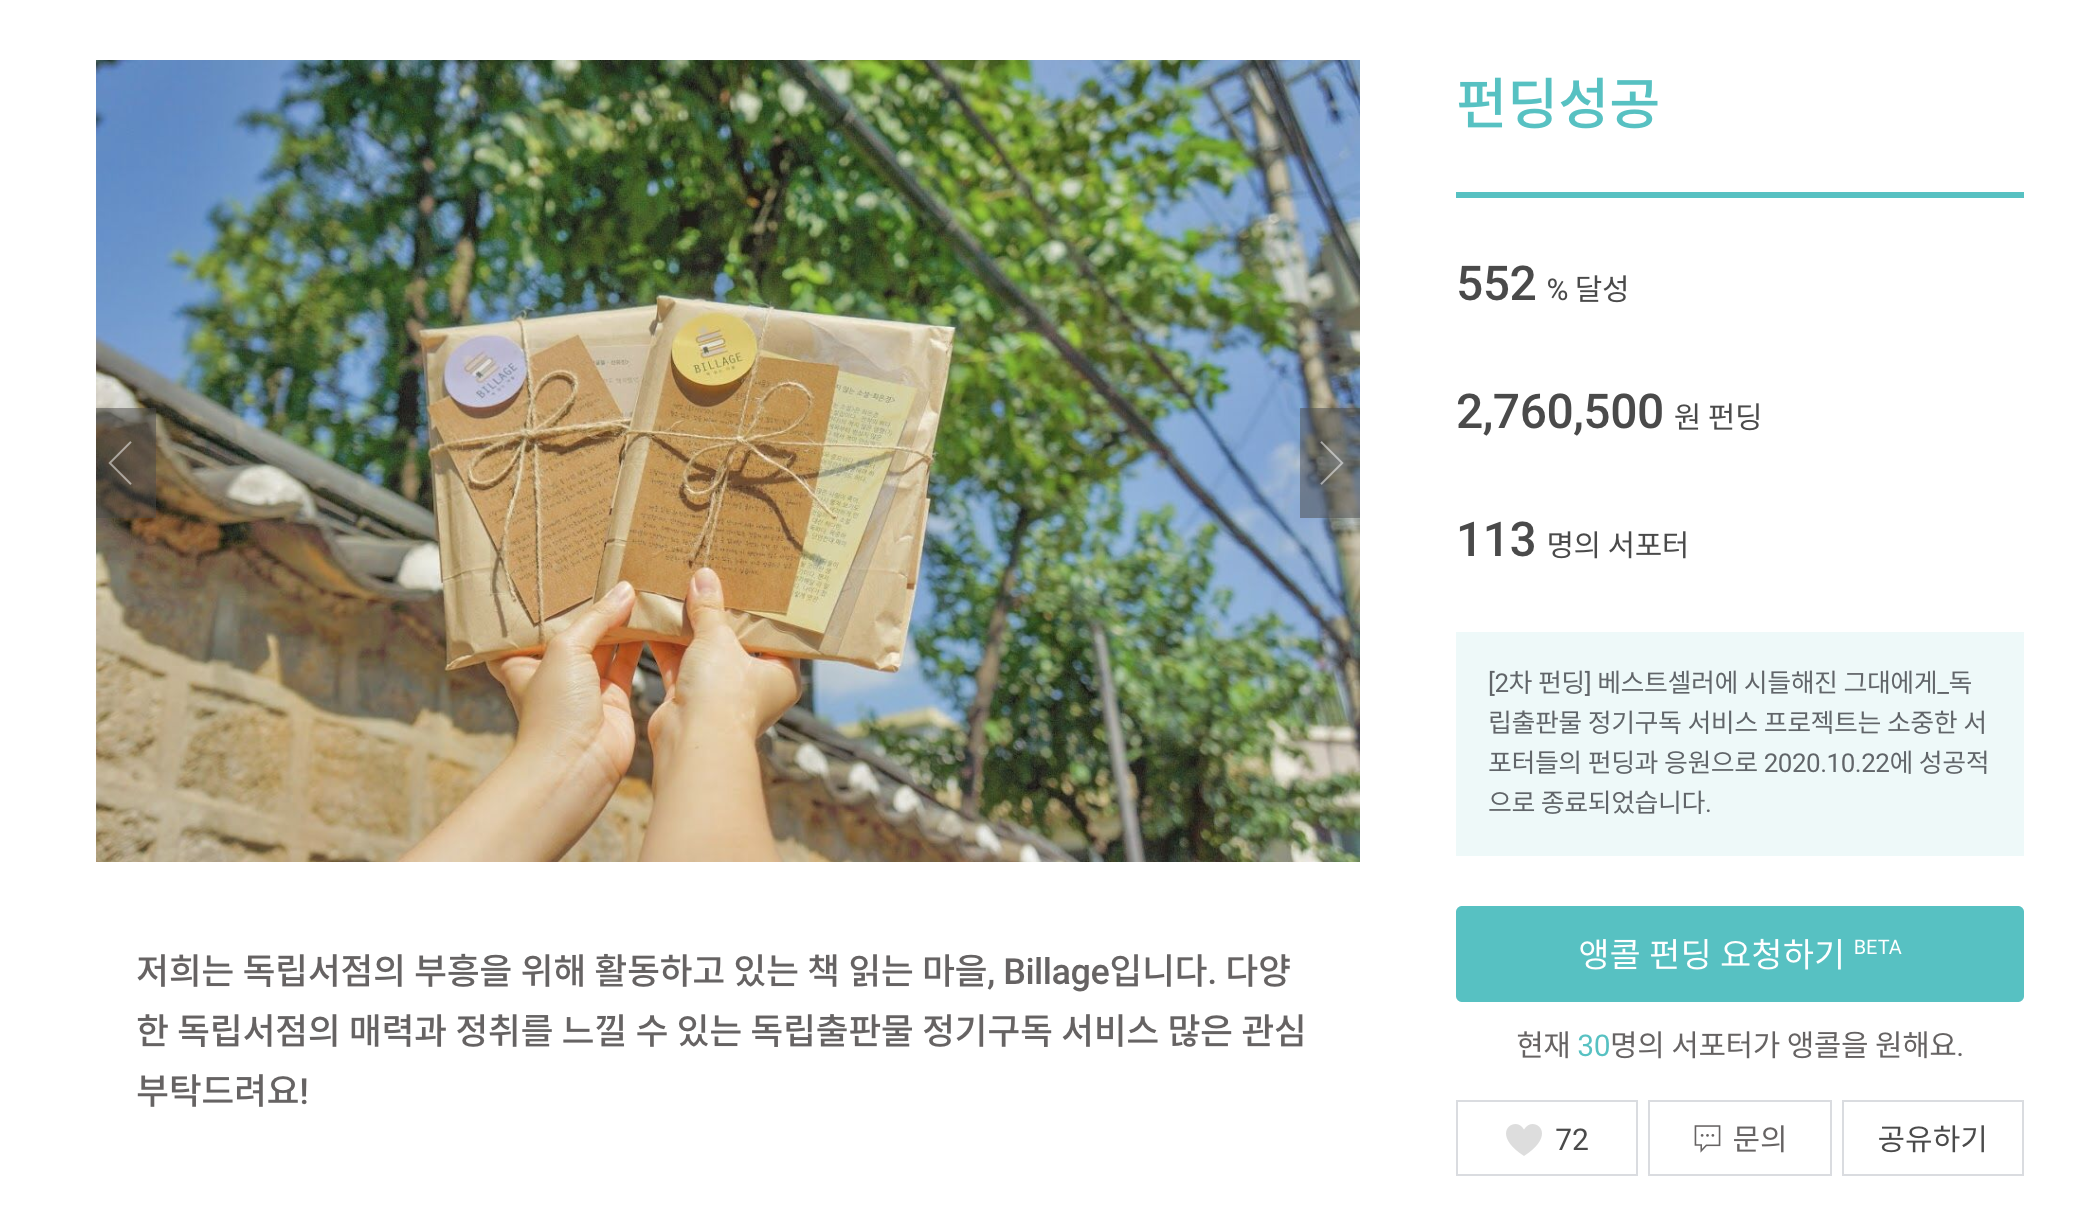 BILLAGE
BILLAGE
저희는 독립서점의 부흥을 위해 활동하고 있는 책 읽는 마을, Billage입니다. 다양
한 독립서점의 매력과 정취를 느낄 수 있는 독립출판물 정기구독 서비스 많은 관심
부탁드려요!
펀딩성공
552 % 달성
2,760,500 원 펀딩
113 명의 서포터
[2차 펀딩] 베스트셀러에 시들해진 그대에게_독
립출판물 정기구독 서비스 프로젝트는 소중한 서
포터들의 펀딩과 응원으로 2020.10.22에 성공적
으로 종료되었습니다.
앵콜 펀딩 요청하기 BETA
현재 30명의 서포터가 앵콜을 원해요.
72
문의
공유하기